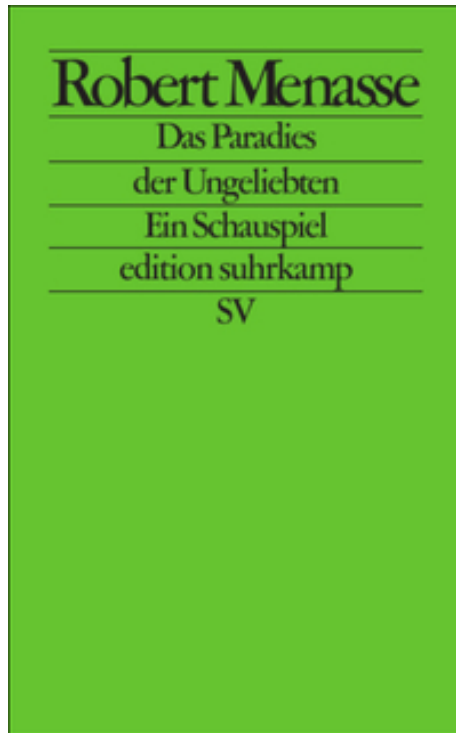 Robert Menasse
Das Paradies
der Ungeliebten
Ein Schauspiel
edition suhrkamp
SV